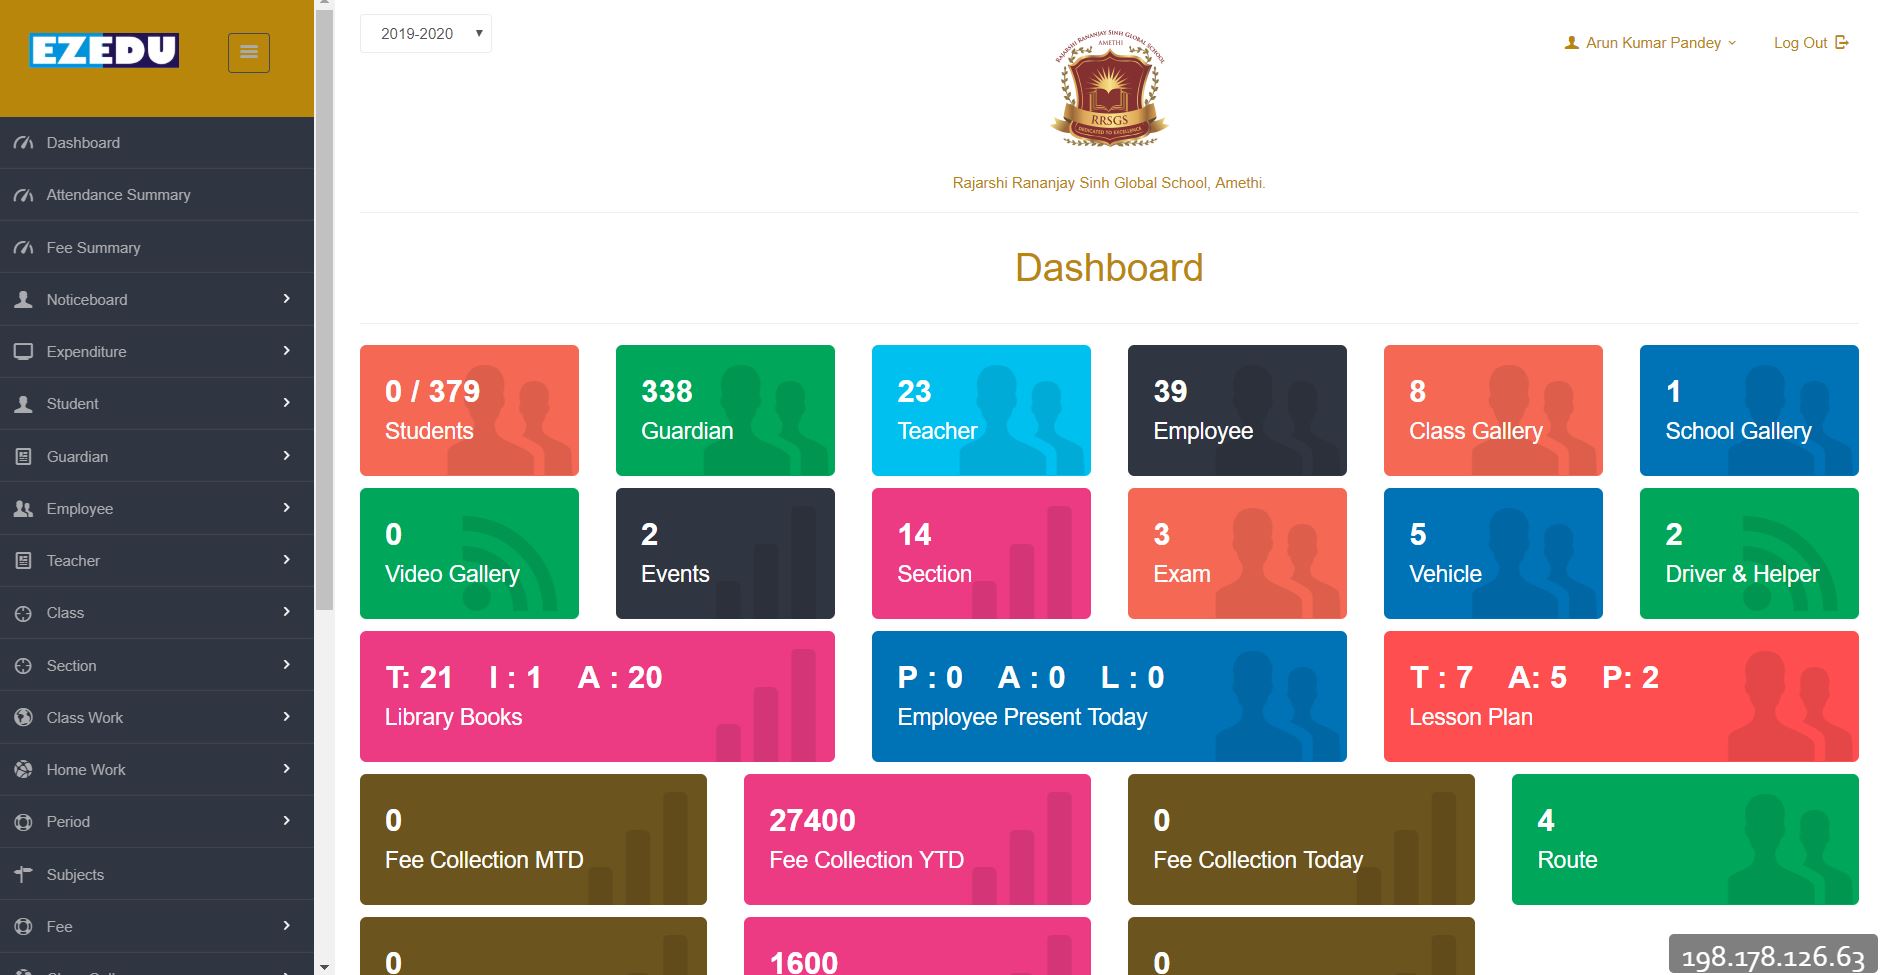 EZEDU
2019-2020
RAJARSHI RANANJAY SINH GLOBAL SCHOOL
AMETHI
RRSGS
DEDICATED TO EXCELLENCE
Arun Kumar Pandey
Log Out
Rajarshi Rananjay Sinh Global School, Amethi.
Dashboard
Attendance Summary
Fee Summary
Noticeboard
Expenditure
Student
Guardian
Employee
Teacher
Class
Section
Class Work
Home Work
Period
Subjects
Fee
Dashboard
0 / 379
Students
338
Guardian
23
Teacher
39
Employee
8
Class Gallery
1
School Gallery
0
Video Gallery
2
Events
14
Section
3
Exam
5
Vehicle
2
Driver & Helper
T: 21 I : 1 A : 20
Library Books
P : 0 A : 0 L : 0
Employee Present Today
T : 7 A: 5 P: 2
Lesson Plan
0
Fee Collection MTD
27400
Fee Collection YTD
0
Fee Collection Today
4
Route
0
1600
0
198.178.126.63